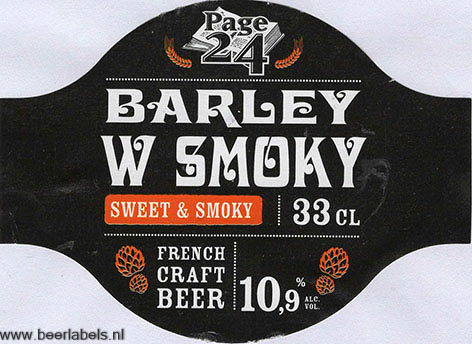 Page
24
BARLEY
W SMOKY
SWEET & SMOKY
33 CL
FRENCH
CRAFT
BEER
10,9%
ALC.
VOL.
www.beerlabels.nl